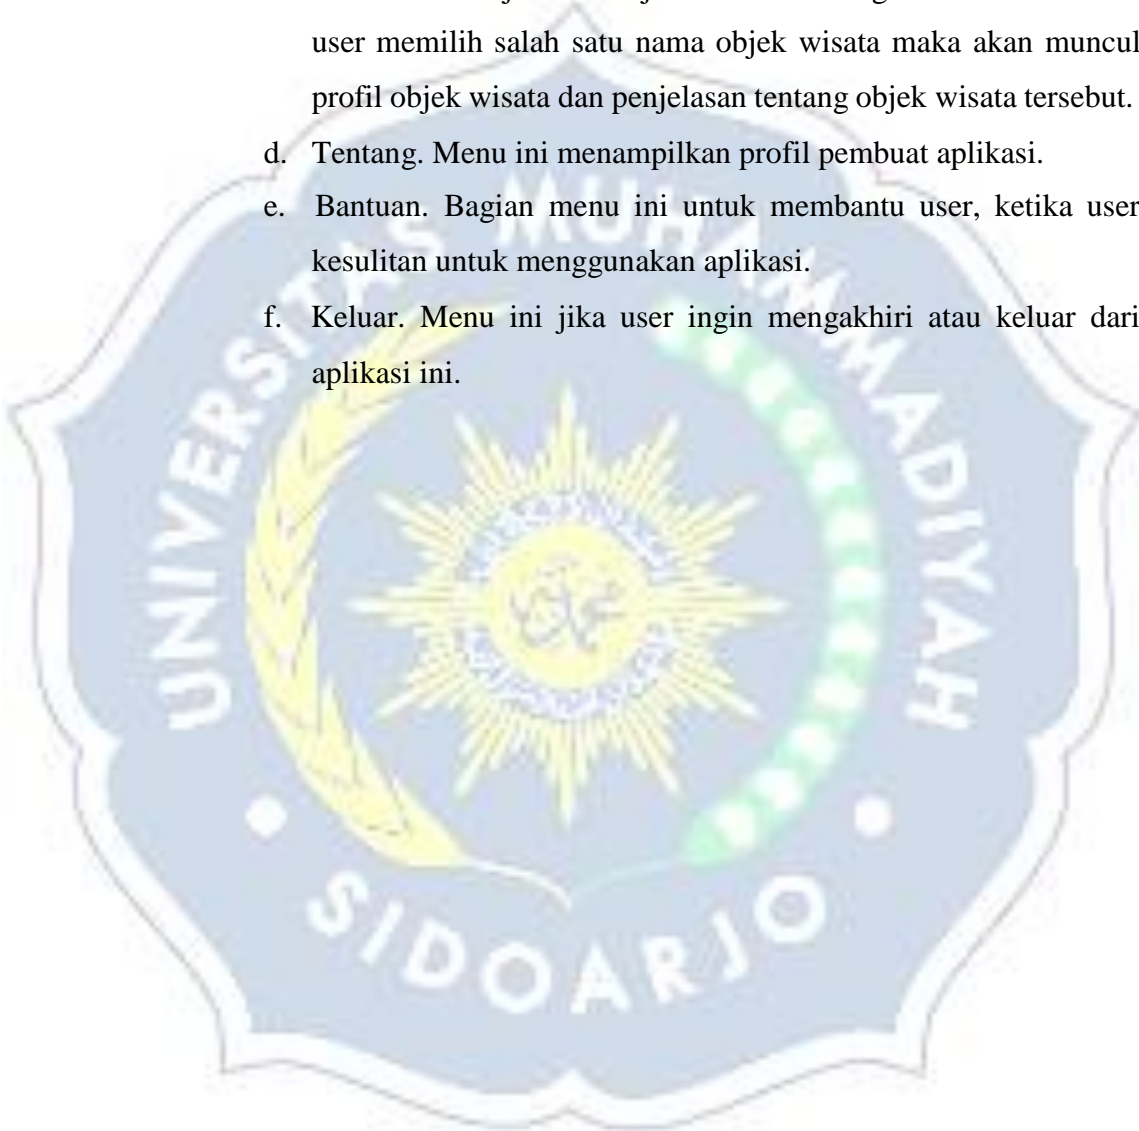 user memilih salah satu nama objek wisata maka akan muncul
profil objek wisata dan penjelasan tentang objek wisata tersebut.
d. Tentang. Menu ini menampilkan profil pembuat aplikasi.
e. Bantuan. Bagian menu ini untuk membantu user, ketika user
kesulitan untuk menggunakan aplikasi.
f. Keluar. Menu ini jika user ingin mengakhiri atau keluar dari
aplikasi ini.
UNIVERSITAS MUHAMMADIYAH
SIDOARJO